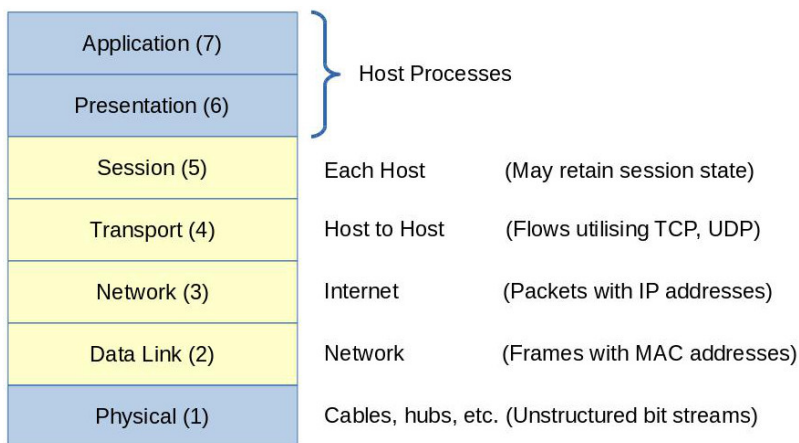 Application (7)
Host Processes
Presentation (6)
Session (5) Each Host (May retain session state)
Transport (4) Host to Host (Flows utilising TCP, UDP)
Network (3) Internet (Packets with IP addresses)
Data Link (2) Network (Frames with MAC addresses)
Physical (1) Cables, hubs, etc. (Unstructured bit streams)